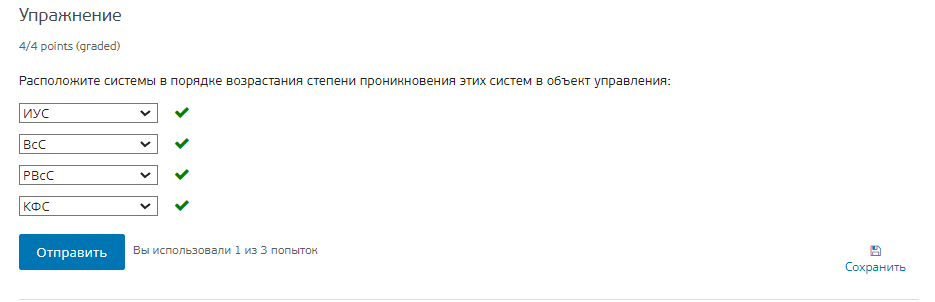 Упражнение
4/4 points (graded)
Расположите системы в порядке возрастания степени проникновения этих систем в объект управления:
ИУС
ВсС
РВсС
КФС
Отправить
Вы использовали 1 из 3 попыток
Сохранить